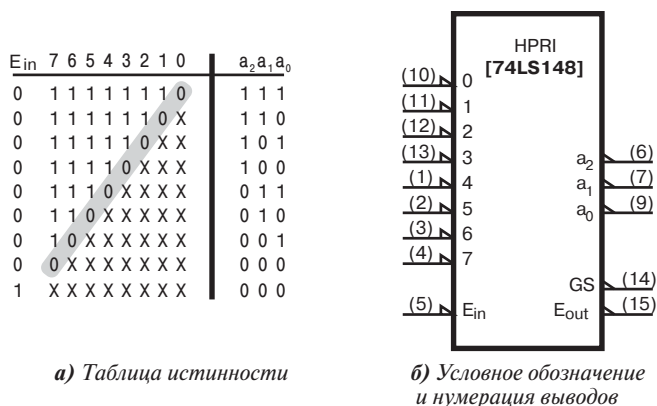 E in 7 6 5 4 3 2 1 0 a₂a₁a₀
0 1 1 1 1 1 1 1 0 1 1 1
0 1 1 1 1 1 1 0 X 1 1 0
0 1 1 1 1 1 0 X X 1 0 1
0 1 1 1 1 0 X X X 1 0 0
0 1 1 1 0 X X X X 0 1 1
0 1 1 0 X X X X X 0 1 0
0 1 0 X X X X X X 0 0 1
0 0 X X X X X X X 0 0 0
1 X X X X X X X X 0 0 0
а) Таблица истинности
HPRI
[74LS148]
(10) 0
(11) 1
(12) 2
(13) 3
(1) 4
(2) 5
(3) 6
(4) 7
(5) Ein
a₂ (6)
a₁ (7)
a₀ (9)
GS (14)
Eout (15)
б) Условное обозначение
и нумерация выводов